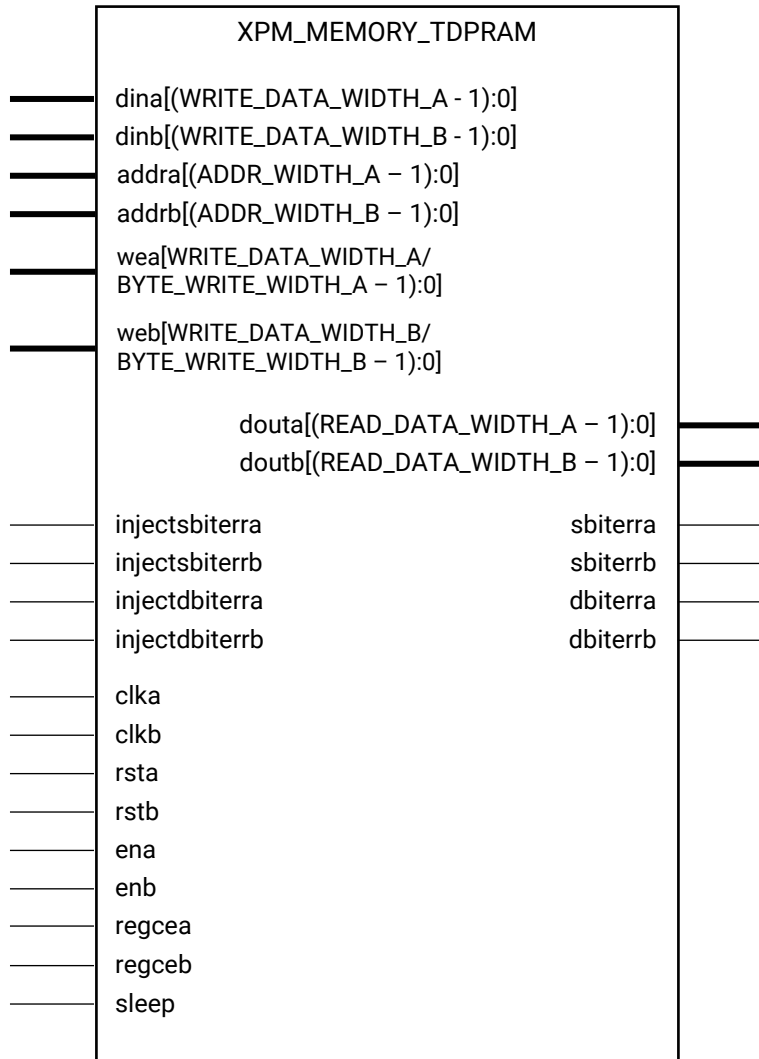 XPM_MEMORY_TDPRAM
dina[(WRITE_DATA_WIDTH_A - 1):0]
dinb[(WRITE_DATA_WIDTH_B - 1):0]
addra[(ADDR_WIDTH_A – 1):0]
addrb[(ADDR_WIDTH_B – 1):0]
wea[WRITE_DATA_WIDTH_A/
BYTE_WRITE_WIDTH_A – 1):0]
web[WRITE_DATA_WIDTH_B/
BYTE_WRITE_WIDTH_B – 1):0]
douta[(READ_DATA_WIDTH_A – 1):0]
doutb[(READ_DATA_WIDTH_B – 1):0]
injectsbiterra sbiterra
injectsbiterrb sbiterrb
injectdbiterra dbiterra
injectdbiterrb dbiterrb
clka
clkb
rsta
rstb
ena
enb
regcea
regceb
sleep